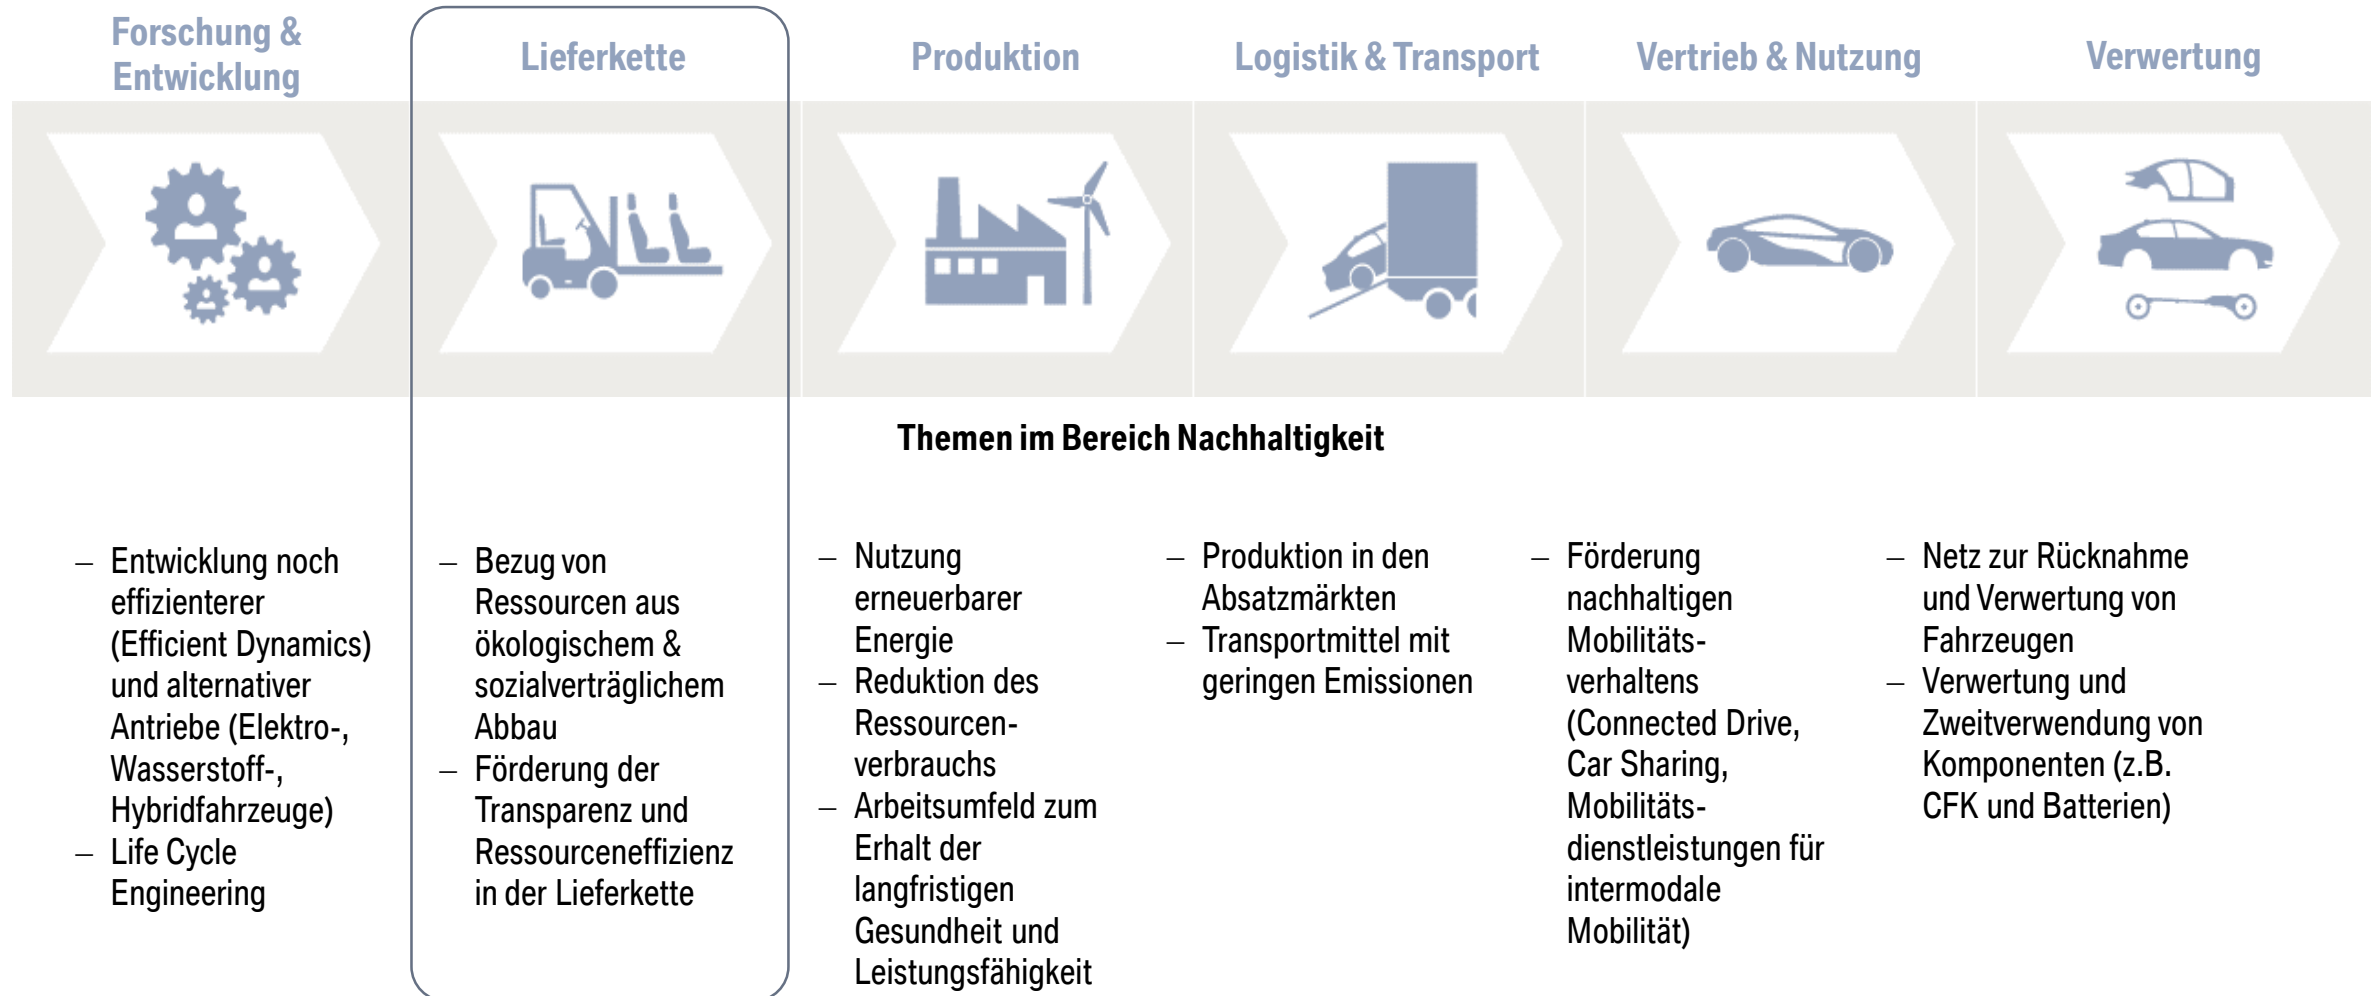 Forschung &
Entwicklung
Lieferkette
Produktion
Logistik & Transport
Vertrieb & Nutzung
Verwertung
Themen im Bereich Nachhaltigkeit
– Entwicklung noch
effizienterer
(Efficient Dynamics)
und alternativer
Antriebe (Elektro-,
Wasserstoff-,
Hybridfahrzeuge)
– Life Cycle
Engineering
– Bezug von
Ressourcen aus
ökologischem &
sozialverträglichem
Abbau
– Förderung der
Transparenz und
Ressourceneffizienz
in der Lieferkette
– Nutzung
erneuerbarer
Energie
– Reduktion des
Ressourcen-
verbrauchs
– Arbeitsumfeld zum
Erhalt der
langfristigen
Gesundheit und
Leistungsfähigkeit
– Produktion in den
Absatzmärkten
– Transportmittel mit
geringen Emissionen
– Förderung
nachhaltigen
Mobilitäts-
verhaltens
(Connected Drive,
Car Sharing,
Mobilitäts-
dienstleistungen für
intermodale
Mobilität)
– Netz zur Rücknahme
und Verwertung von
Fahrzeugen
– Verwertung und
Zweitverwendung von
Komponenten (z.B.
CFK und Batterien)